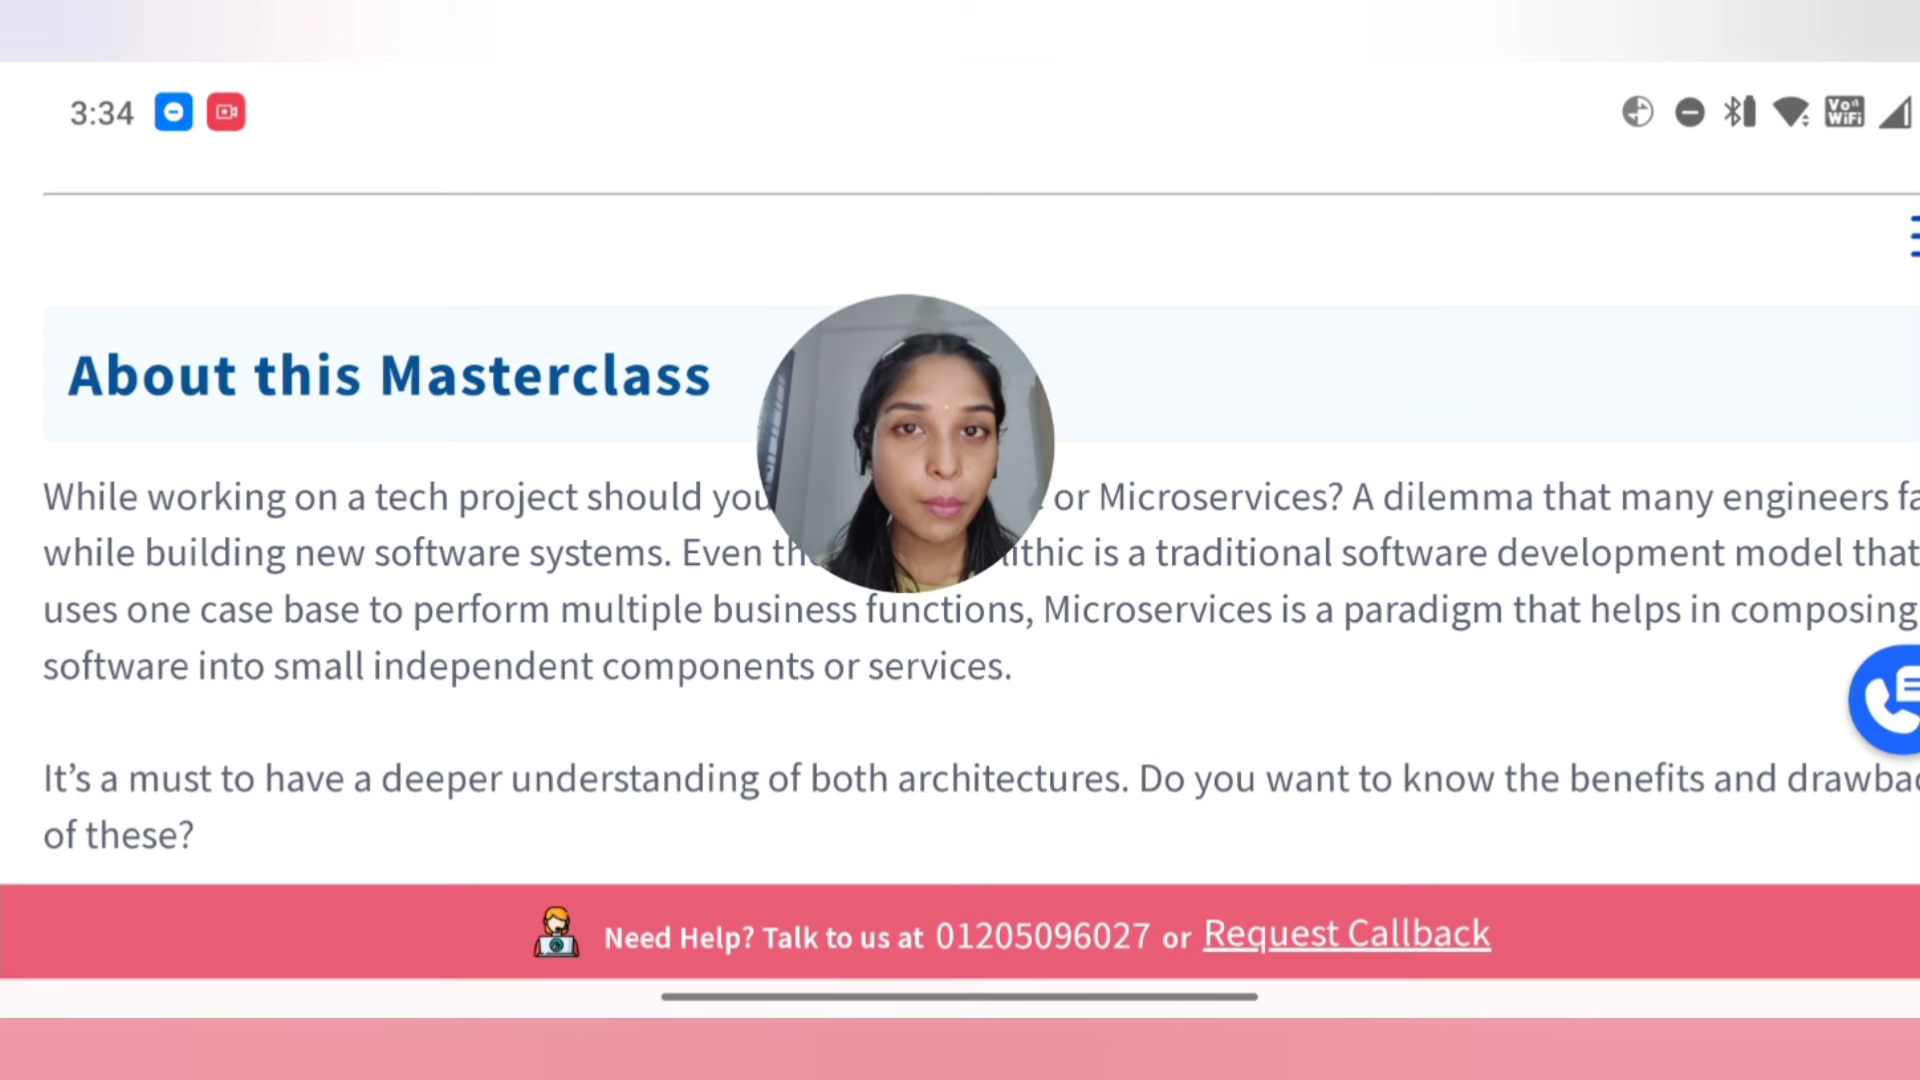 3:34
Vo
WiFi
About this Masterclass
While working on a tech project should you or Microservices? A dilemma that many engineers
while building new software systems. Even is a traditional software development model that
uses one case base to perform multiple business functions, Microservices is a paradigm that helps in composing
software into small independent components or services.
It's a must to have a deeper understanding of both architectures. Do you want to know the benefits and
of these?
Need Help? Talk to us at 01205096027 or Request Callback